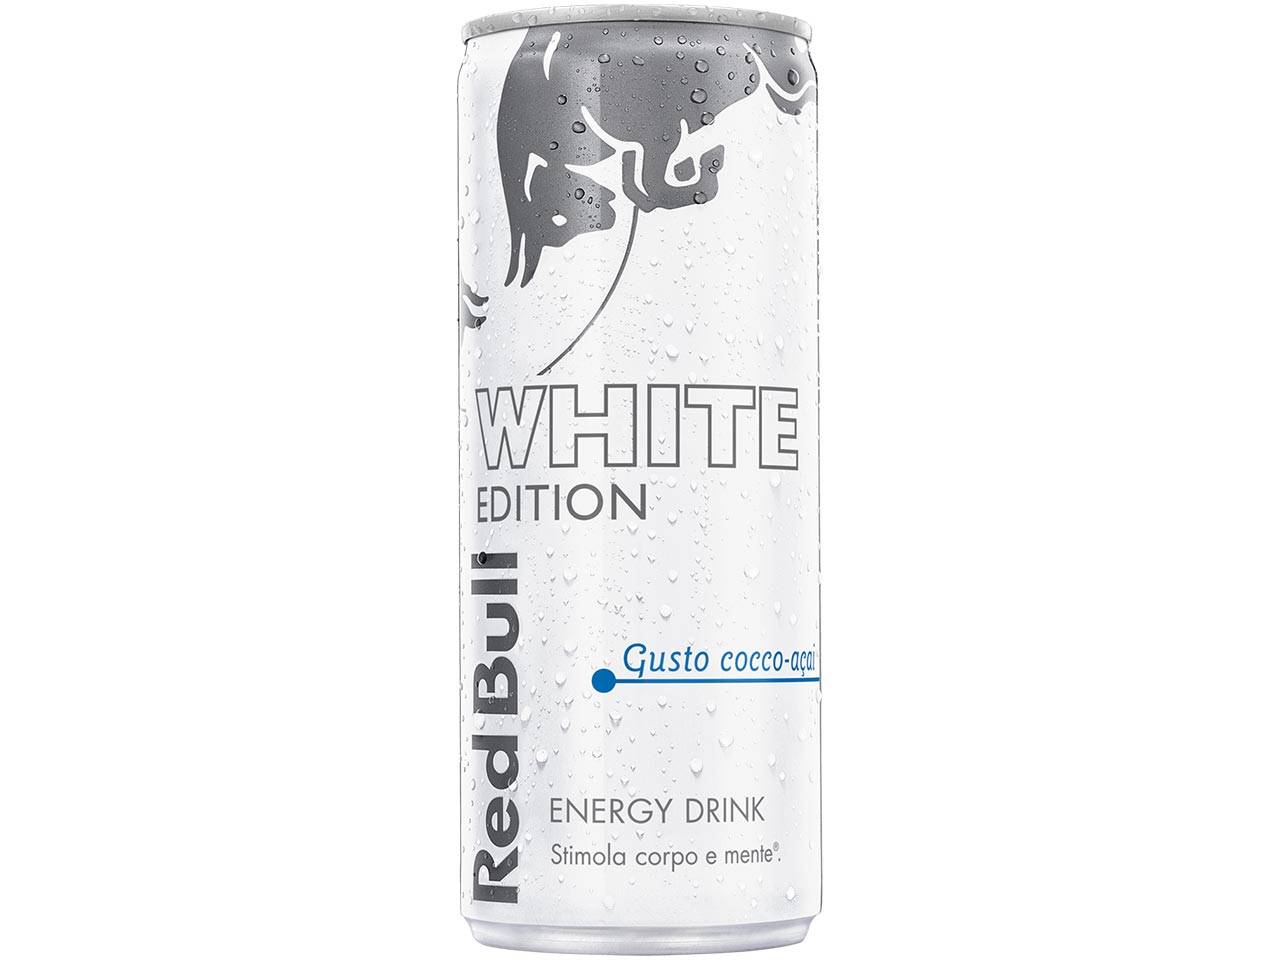 WHITE
EDITION
Red Bull
Gusto cocco-açai
ENERGY DRINK
Stimola corpo e mente®.